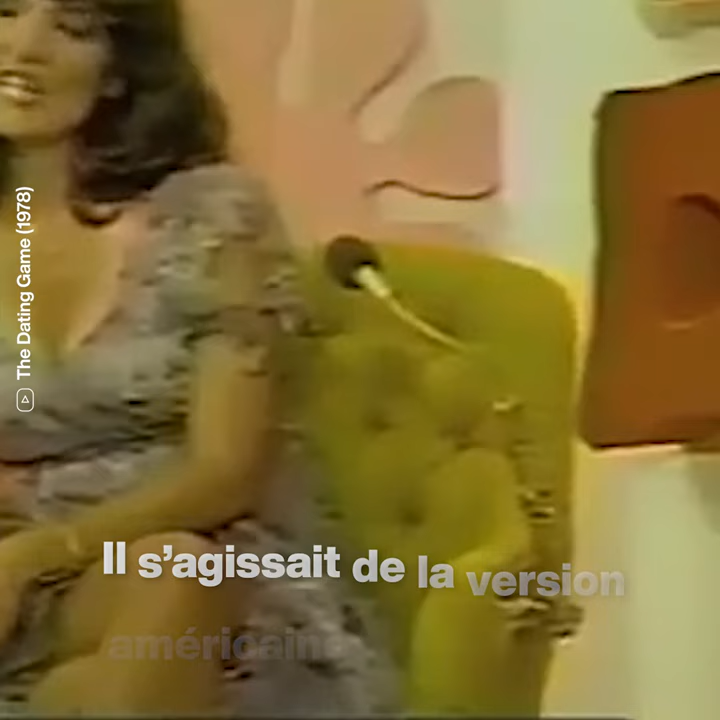 The Dating Game (1978)
Il s’agissait de la version
américaine